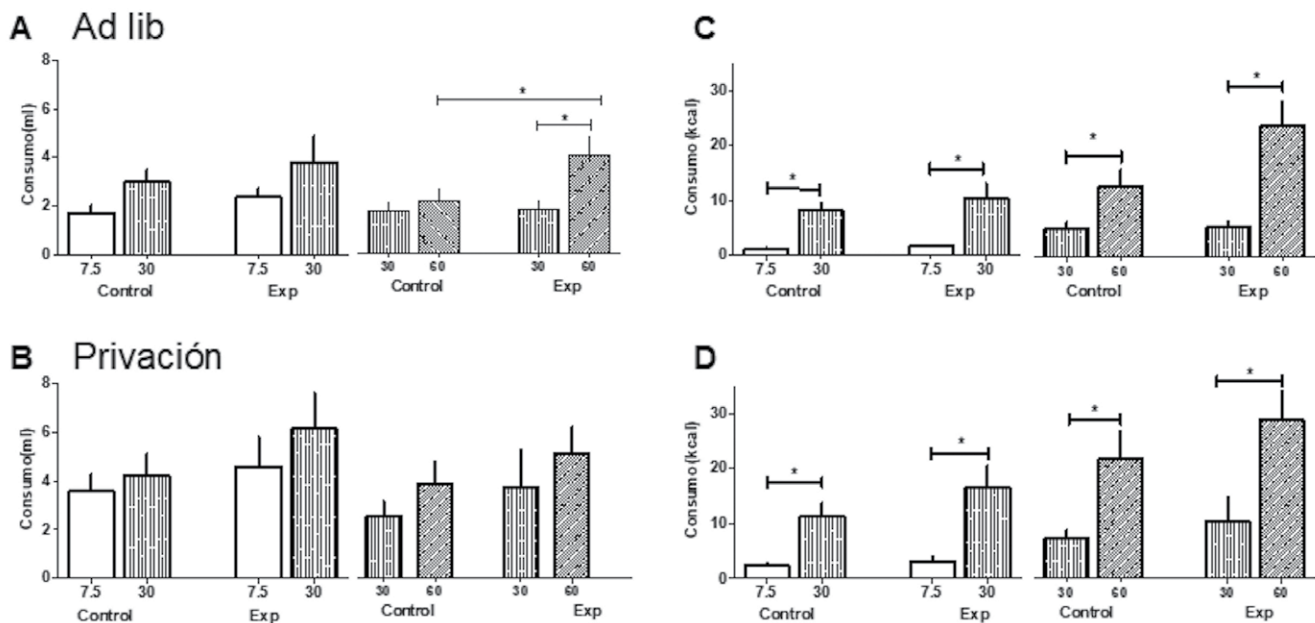 A Ad lib
Consumo(ml)
8
6
4
2
0
7.5 30 7.5 30 30 60 30 60
Control Exp Control Exp
* *
C
Consumo (kcal)
30
20
10
0
7.5 30 7.5 30 30 60 30 60
Control Exp Control Exp
* * * *
B Privación
Consumo(ml)
8
6
4
2
0
7.5 30 7.5 30 30 60 30 60
Control Exp Control Exp
D
Consumo (kcal)
30
20
10
0
7.5 30 7.5 30 30 60 30 60
Control Exp Control Exp
* * * *